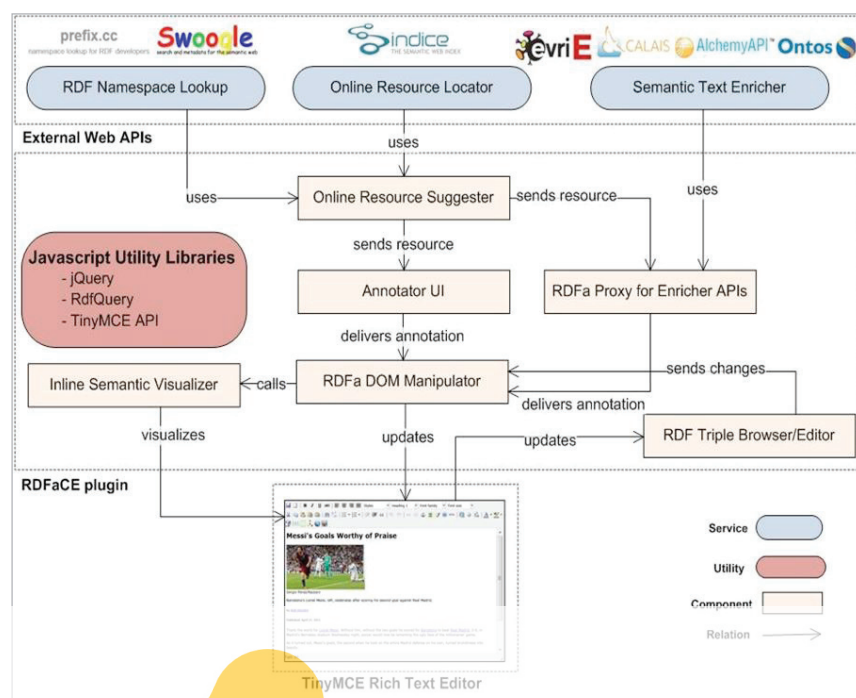 prefix.cc
namespace lookup for RDF developers
Swoogle
search and metadata for the semantic web
Sindice
THE SEMANTIC WEB INDEX
évri
E
CALAIS
AlchemyAPI™
Ontos
RDF Namespace Lookup
Online Resource Locator
Semantic Text Enricher
External Web APIs
uses
uses
uses
Online Resource Suggester
sends resource
sends resource
Javascript Utility Libraries
- jQuery
- RdfQuery
- TinyMCE API
Annotator UI
RDFa Proxy for Enricher APIs
delivers annotation
sends changes
Inline Semantic Visualizer
calls
RDFa DOM Manipulator
delivers annotation
visualizes
updates
updates
RDF Triple Browser/Editor
RDFaCE plugin
Messi's Goals Worthy of Praise
Service
Utility
Component
Relation
TinyMCE Rich Text Editor